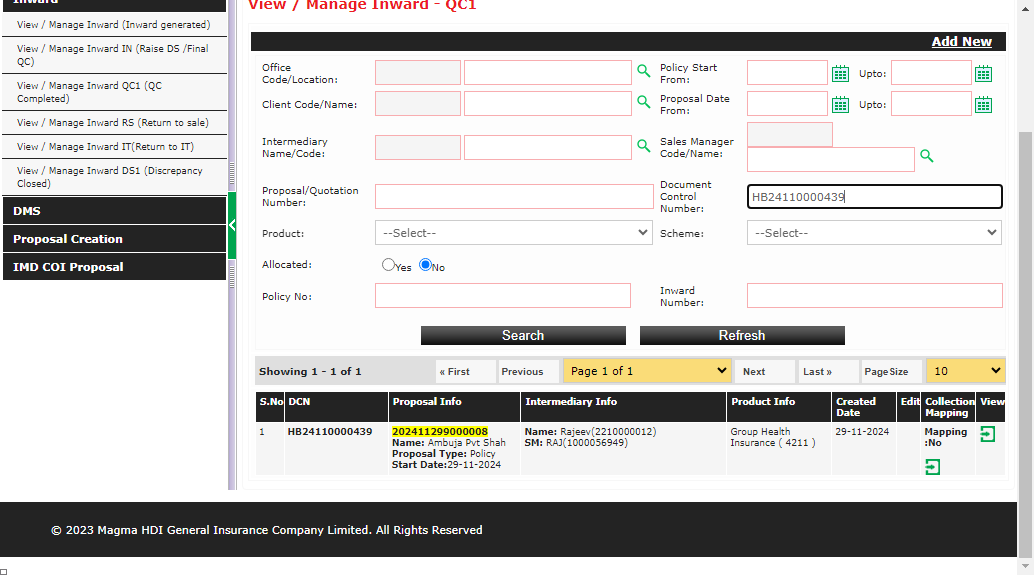 Inward
View / Manage Inward - QC1
View / Manage Inward (Inward generated)
View / Manage Inward IN (Raise DS /Final
QC)
View / Manage Inward QC1 (QC
Completed)
View / Manage Inward RS (Return to sale)
View / Manage Inward IT(Return to IT)
View / Manage Inward DS1 (Discrepancy
Closed)
DMS
Proposal Creation
IMD COI Proposal
Add New
Office
Code/Location:
Policy Start
From:
Upto:
Client Code/Name:
Proposal Date
From:
Upto:
Intermediary
Name/Code:
Sales Manager
Code/Name:
Proposal/Quotation
Number:
Document
Control
Number:
HB24110000439
Product:
--Select--
Scheme:
--Select--
Allocated:
Yes
No
Policy No:
Inward
Number:
Search
Refresh
Showing 1 - 1 of 1
« First
Previous
Page 1 of 1
Next
Last »
PageSize
10
S.No
DCN
Proposal Info
Intermediary Info
Product Info
Created
Date
Edit
Collection
Mapping
View
1
HB24110000439
202411299000008
Name: Ambuja Pvt Shah
Proposal Type: Policy
Start Date:29-11-2024
Name: Rajeev(2210000012)
SM: RAJ(1000056949)
Group Health
Insurance ( 4211 )
29-11-2024
Mapping
:No
© 2023 Magma HDI General Insurance Company Limited. All Rights Reserved